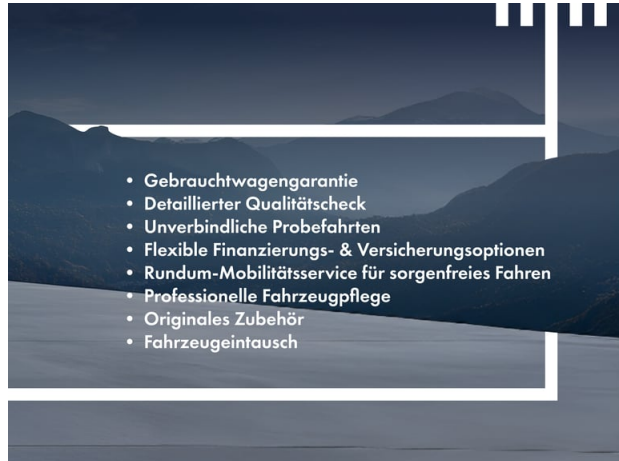 • Gebrauchtwagengarantie
• Detaillierter Qualitätscheck
• Unverbindliche Probefahrten
• Flexible Finanzierungs- & Versicherungsoptionen
• Rundum-Mobilitätsservice für sorgenfreies Fahren
• Professionelle Fahrzeugpflege
• Originales Zubehör
• Fahrzeugeintausch